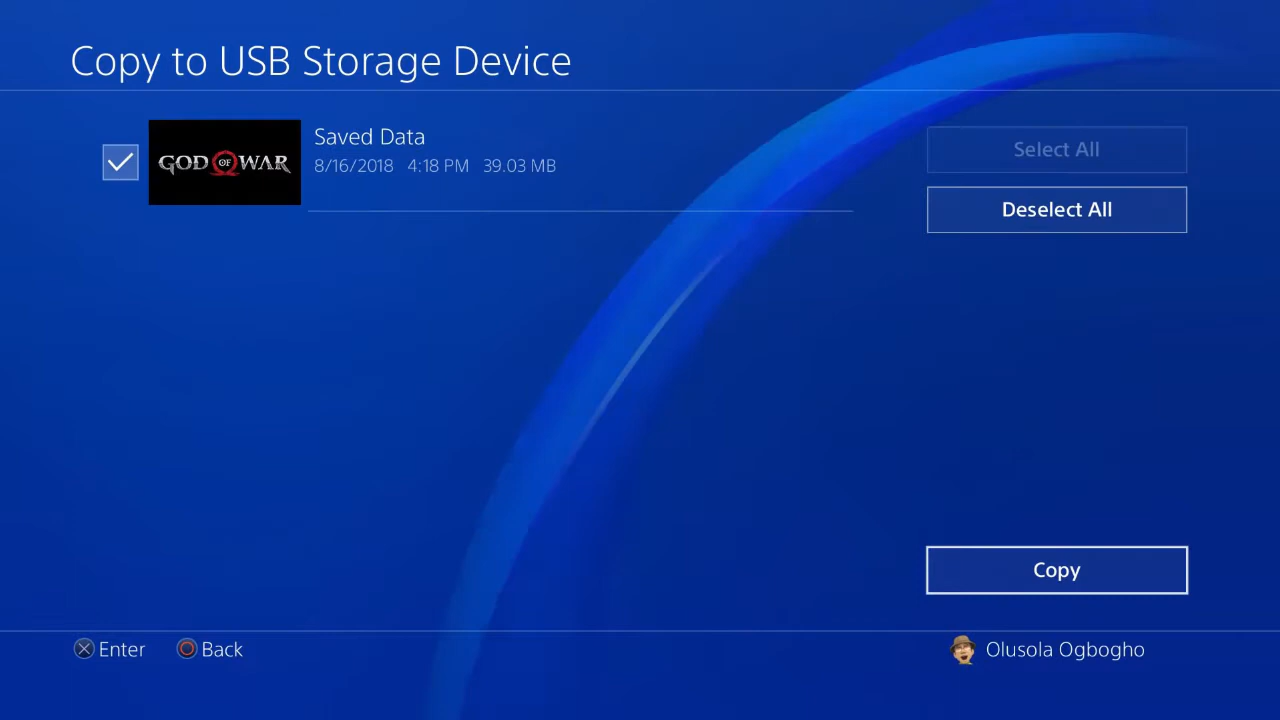 Copy to USB Storage Device
GOD OF WAR
Saved Data
8/16/2018 4:18 PM 39.03 MB
Select All
Deselect All
Copy
Enter Back
Olusola Ogbogho